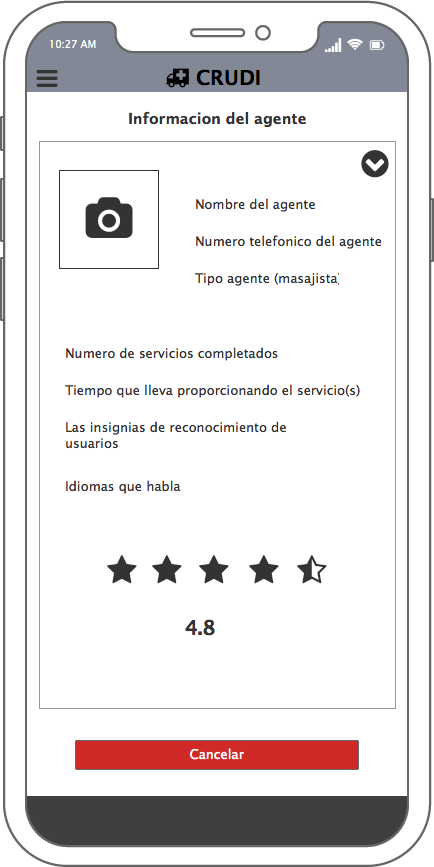 10:27 AM
CRUDI
Informacion del agente
Nombre del agente
Numero telefonico del agente
Tipo agente (masajista)
Numero de servicios completados
Tiempo que lleva proporcionando el servicio(s)
Las insignias de reconocimiento de
usuarios
Idiomas que habla
4.8
Cancelar